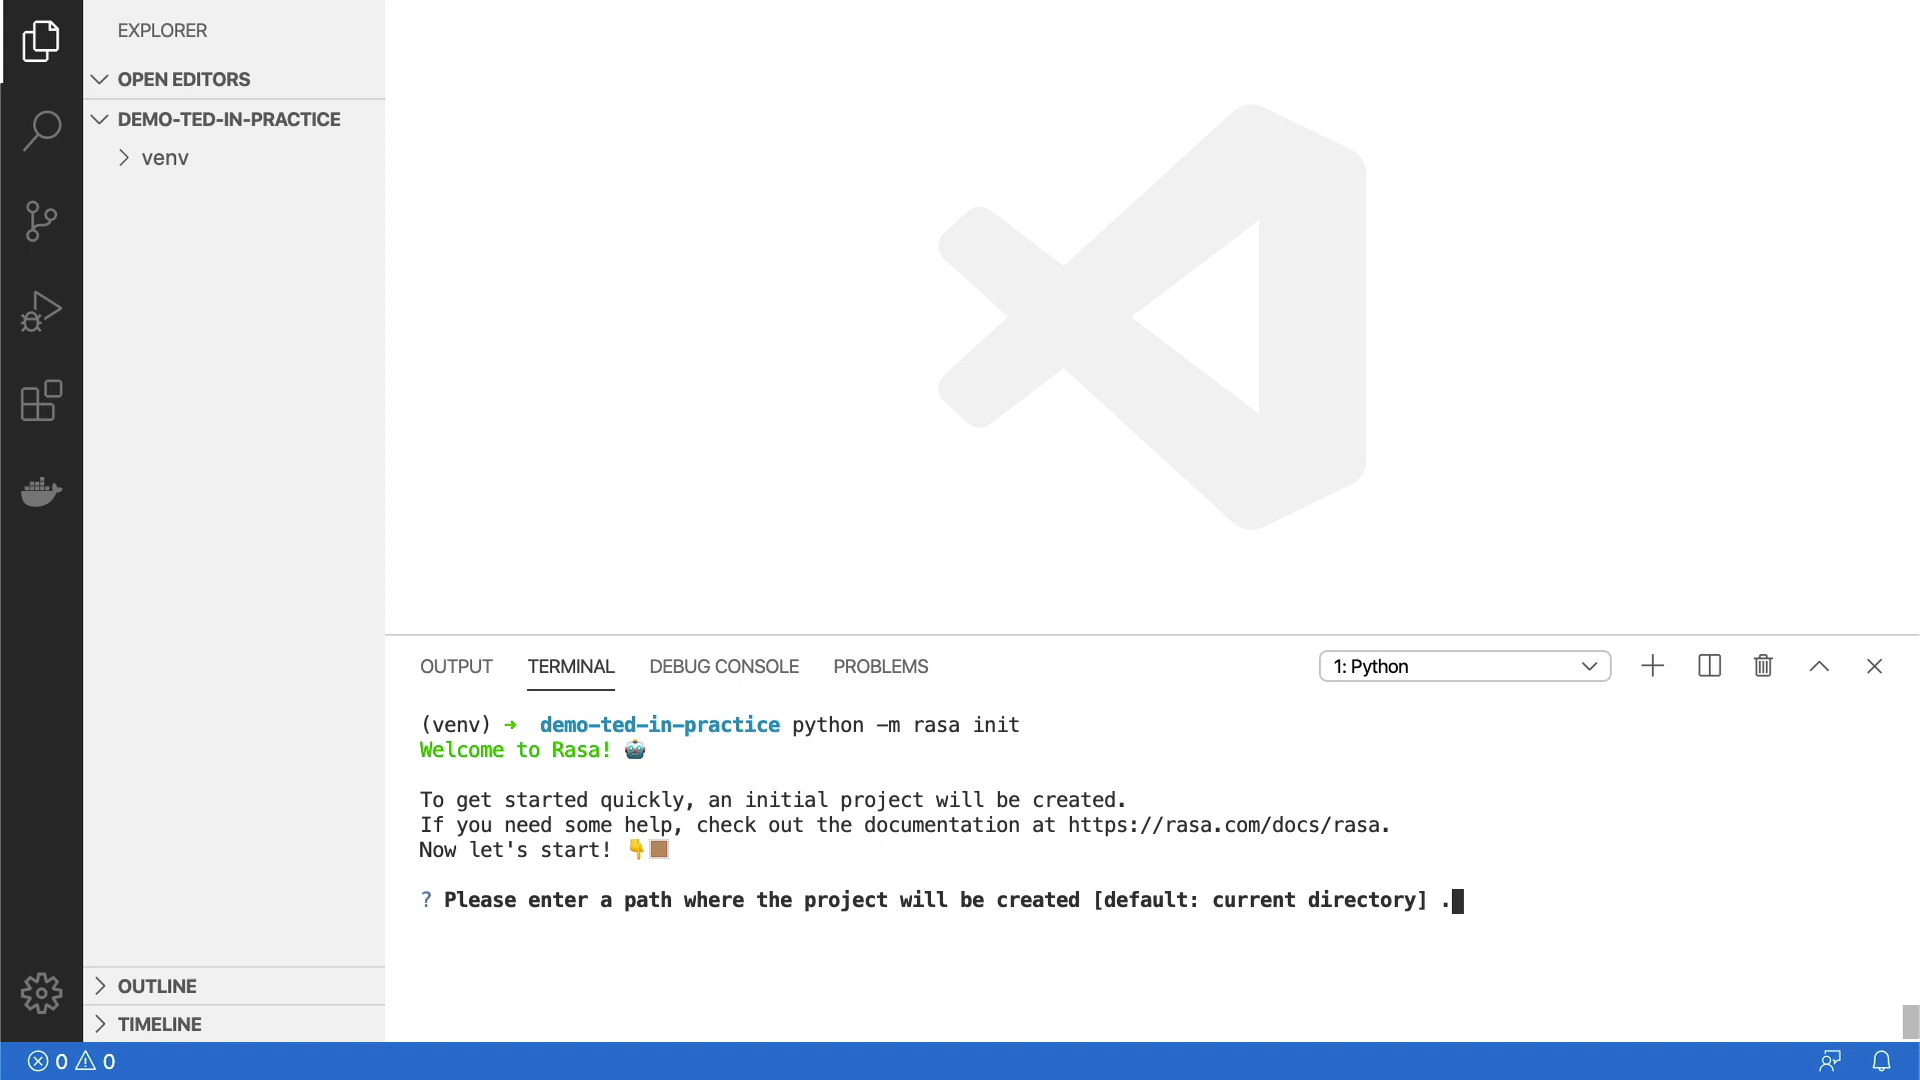 EXPLORER
OPEN EDITORS
DEMO-TED-IN-PRACTICE
venv
OUTLINE
TIMELINE
OUTPUT TERMINAL DEBUG CONSOLE PROBLEMS 1: Python
(venv) ➜ demo-ted-in-practice python -m rasa init
Welcome to Rasa! 🤖
To get started quickly, an initial project will be created.
If you need some help, check out the documentation at https://rasa.com/docs/rasa.
Now let's start! 👇🏽
? Please enter a path where the project will be created [default: current directory] .
0 0